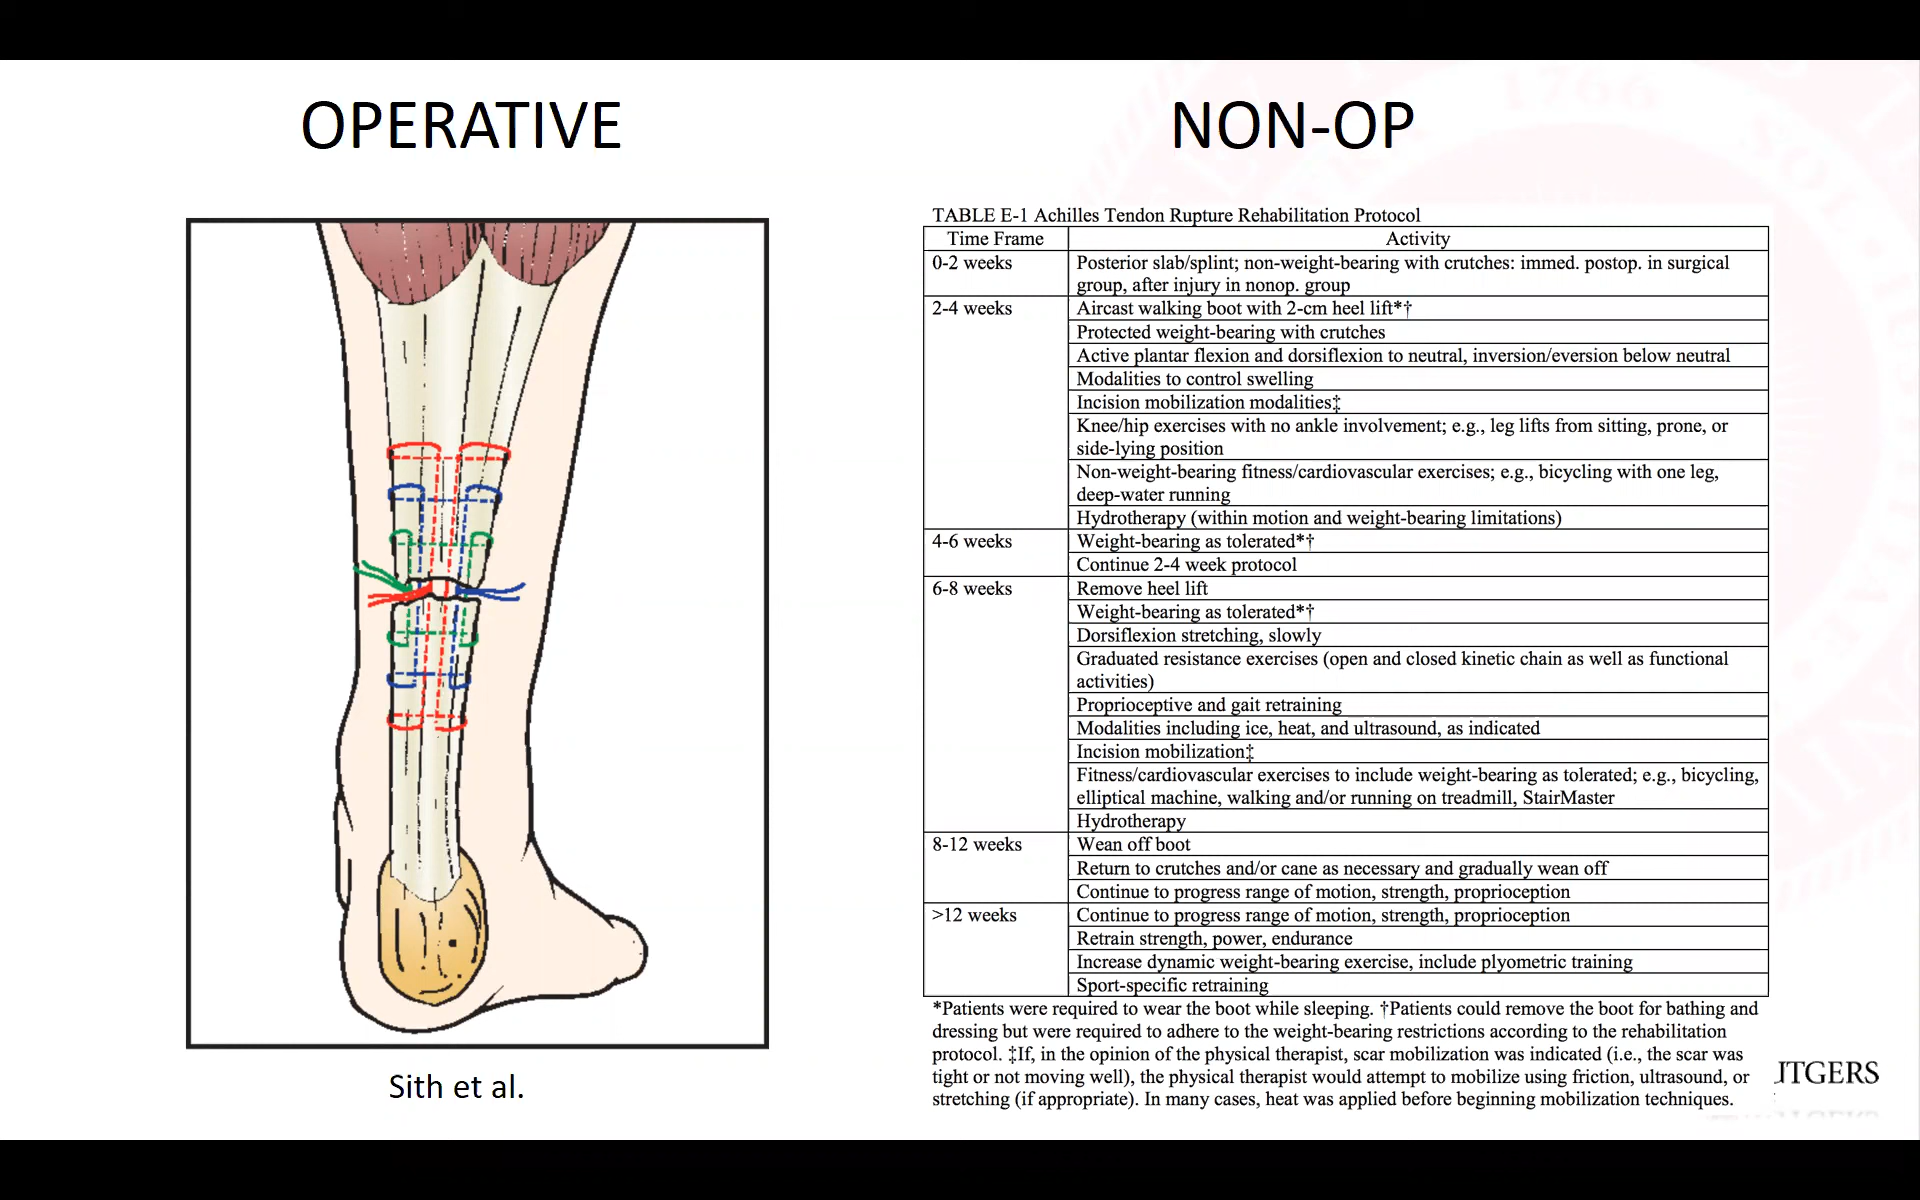 OPERATIVE
NON-OP
Sith et al.
TABLE E-1 Achilles Tendon Rupture Rehabilitation Protocol
Time Frame Activity
0-2 weeks Posterior slab/splint; non-weight-bearing with crutches: immed. postop. in surgical
group, after injury in nonop. group
2-4 weeks Aircast walking boot with 2-cm heel lift*†
Protected weight-bearing with crutches
Active plantar flexion and dorsiflexion to neutral, inversion/eversion below neutral
Modalities to control swelling
Incision mobilization modalities‡
Knee/hip exercises with no ankle involvement; e.g., leg lifts from sitting, prone, or
side-lying position
Non-weight-bearing fitness/cardiovascular exercises; e.g., bicycling with one leg,
deep-water running
Hydrotherapy (within motion and weight-bearing limitations)
4-6 weeks Weight-bearing as tolerated*†
Continue 2-4 week protocol
6-8 weeks Remove heel lift
Weight-bearing as tolerated*†
Dorsiflexion stretching, slowly
Graduated resistance exercises (open and closed kinetic chain as well as functional
activities)
Proprioceptive and gait retraining
Modalities including ice, heat, and ultrasound, as indicated
Incision mobilization‡
Fitness/cardiovascular exercises to include weight-bearing as tolerated; e.g., bicycling,
elliptical machine, walking and/or running on treadmill, StairMaster
Hydrotherapy
8-12 weeks Wean off boot
Return to crutches and/or cane as necessary and gradually wean off
Continue to progress range of motion, strength, proprioception
>12 weeks Continue to progress range of motion, strength, proprioception
Retrain strength, power, endurance
Increase dynamic weight-bearing exercise, include plyometric training
Sport-specific retraining
*Patients were required to wear the boot while sleeping. †Patients could remove the boot for bathing and
dressing but were required to adhere to the weight-bearing restrictions according to the rehabilitation
protocol. ‡If, in the opinion of the physical therapist, scar mobilization was indicated (i.e., the scar was
tight or not moving well), the physical therapist would attempt to mobilize using friction, ultrasound, or
stretching (if appropriate). In many cases, heat was applied before beginning mobilization techniques.
UTGERS
1766